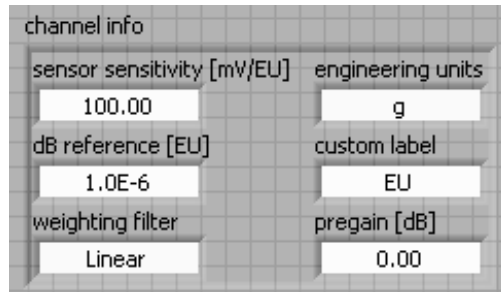 channel info
sensor sensitivity [mV/EU] engineering units
100.00 g
dB reference [EU] custom label
1.0E-6 EU
weighting filter pregain [dB]
Linear 0.00